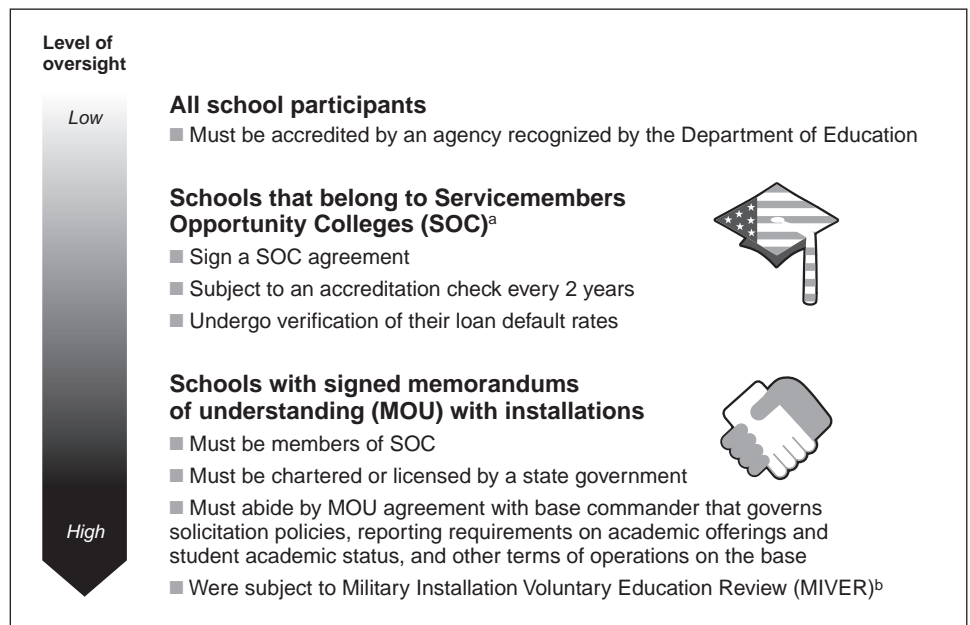 Level of
oversight
Low
All school participants
■ Must be accredited by an agency recognized by the Department of Education
Schools that belong to Servicemembers
Opportunity Colleges (SOC)a
■ Sign a SOC agreement
■ Subject to an accreditation check every 2 years
■ Undergo verification of their loan default rates
Schools with signed memorandums
of understanding (MOU) with installations
■ Must be members of SOC
■ Must be chartered or licensed by a state government
■ Must abide by MOU agreement with base commander that governs
solicitation policies, reporting requirements on academic offerings and
student academic status, and other terms of operations on the base
High
■ Were subject to Military Installation Voluntary Education Review (MIVER)b